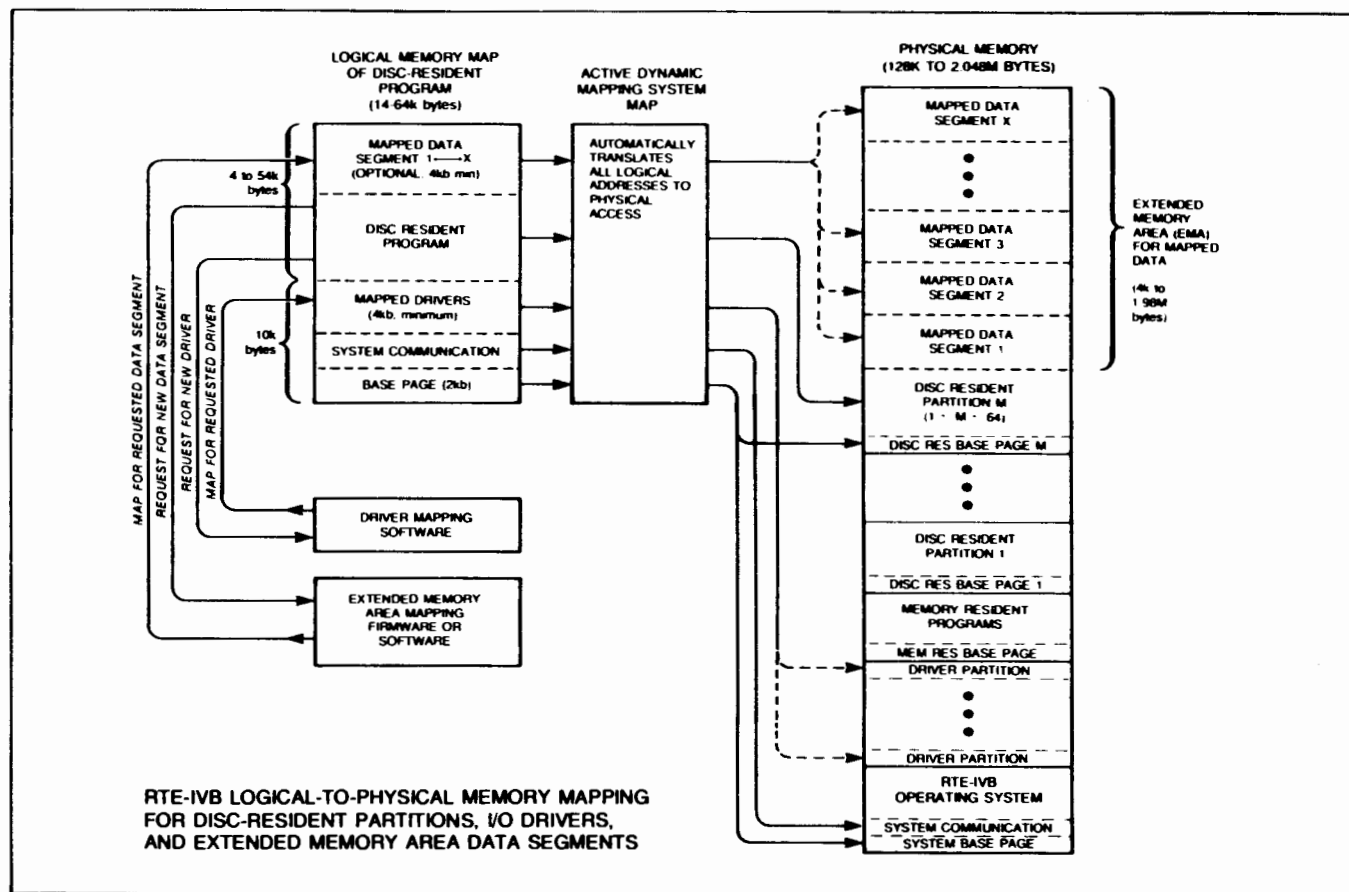 LOGICAL MEMORY MAP
OF DISC-RESIDENT
PROGRAM
(14-64k bytes)
ACTIVE DYNAMIC
MAPPING SYSTEM
MAP
PHYSICAL MEMORY
(128K TO 2.048M BYTES)
4 to 54k
bytes
10k
bytes
MAPPED DATA
SEGMENT 1 ←→ X
(OPTIONAL. 4kb min)
DISC RESIDENT
PROGRAM
MAPPED DRIVERS
(4kb. minimum)
SYSTEM COMMUNICATION
BASE PAGE (2kb)
AUTOMATICALLY
TRANSLATES
ALL LOGICAL
ADDRESSES TO
PHYSICAL
ACCESS
MAPPED DATA
SEGMENT X
MAPPED DATA
SEGMENT 3
MAPPED DATA
SEGMENT 2
MAPPED DATA
SEGMENT 1
DISC RESIDENT
PARTITION M
(1 - M - 64)
DISC RES BASE PAGE M
DISC RESIDENT
PARTITION 1
DISC RES BASE PAGE 1
MEMORY RESIDENT
PROGRAMS
MEM RES BASE PAGE
DRIVER PARTITION
DRIVER PARTITION
RTE-IVB
OPERATING SYSTEM
SYSTEM COMMUNICATION
SYSTEM BASE PAGE
EXTENDED
MEMORY
AREA (EMA)
FOR MAPPED
DATA
(4k to
1.98M
bytes)
MAP FOR REQUESTED DATA SEGMENT
REQUEST FOR NEW DATA SEGMENT
REQUEST FOR NEW DRIVER
MAP FOR REQUESTED DRIVER
DRIVER MAPPING
SOFTWARE
EXTENDED MEMORY
AREA MAPPING
FIRMWARE OR
SOFTWARE
RTE-IVB LOGICAL-TO-PHYSICAL MEMORY MAPPING
FOR DISC-RESIDENT PARTITIONS, I/O DRIVERS,
AND EXTENDED MEMORY AREA DATA SEGMENTS